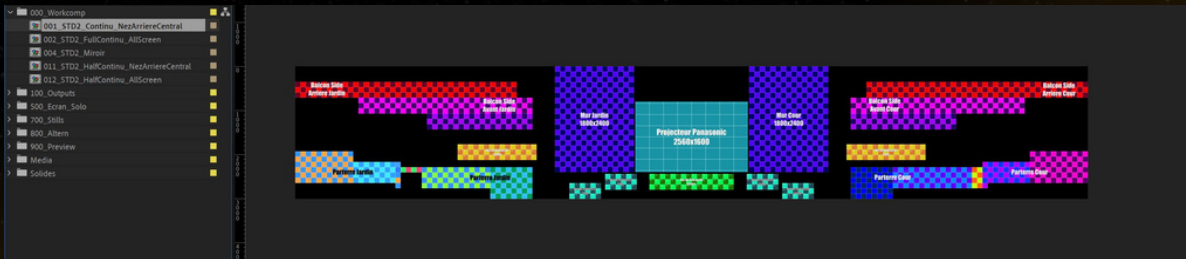 000_Workcomp
001_STD2_Continu_NezArriereCentral
002_STD2_FullContinu_AllScreen
004_STD2_Miroir
011_STD2_HalfContinu_NezArriereCentral
012_STD2_HalfContinu_AllScreen
100_Outputs
500_Ecran_Solo
700_Stills
800_Altern
900_Preview
Media
Solides
Balcon Side
Arriere Jardin
Balcon Side
Avant Jardin
Mur Jardin
1600x2400
Projecteur Panasonic
2560x1600
Mur Cour
1600x2400
Balcon Side
Avant Cour
Balcon Side
Arriere Cour
Parterre Jardin
Parterre Jardin
Parterre Cour
Parterre Cour